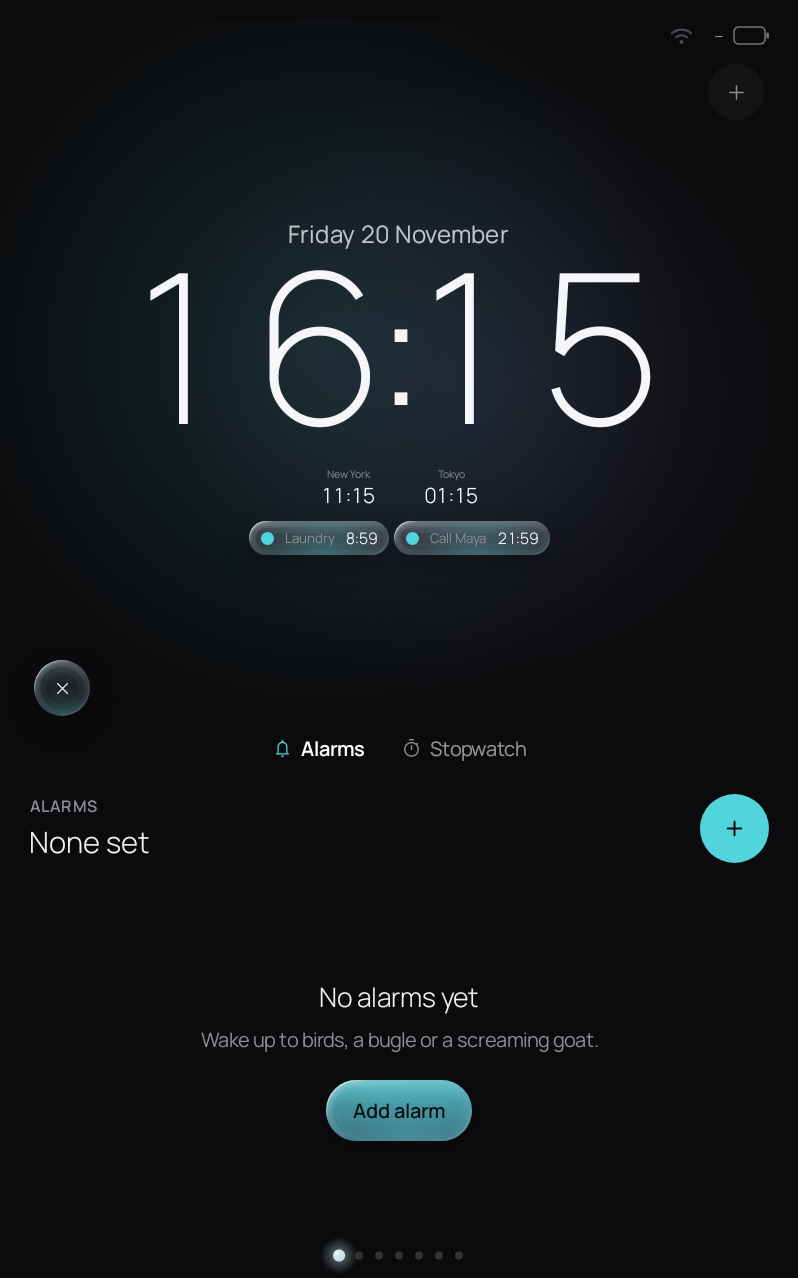 –
Friday 20 November
16:15
New York Tokyo
11:15 01:15
Laundry 8:59 Call Maya 21:59
Alarms Stopwatch
ALARMS
None set
No alarms yet
Wake up to birds, a bugle or a screaming goat.
Add alarm